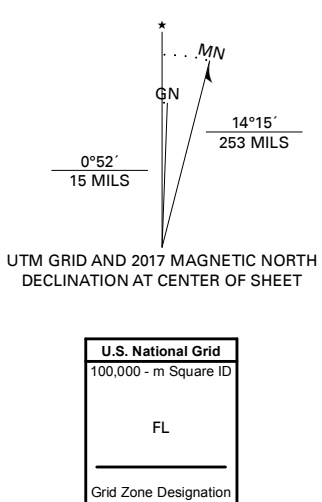 ★
MN
GN
14°15´
253 MILS
0°52´
15 MILS
UTM GRID AND 2017 MAGNETIC NORTH
DECLINATION AT CENTER OF SHEET
U.S. National Grid
100,000 - m Square ID
FL
Grid Zone Designation